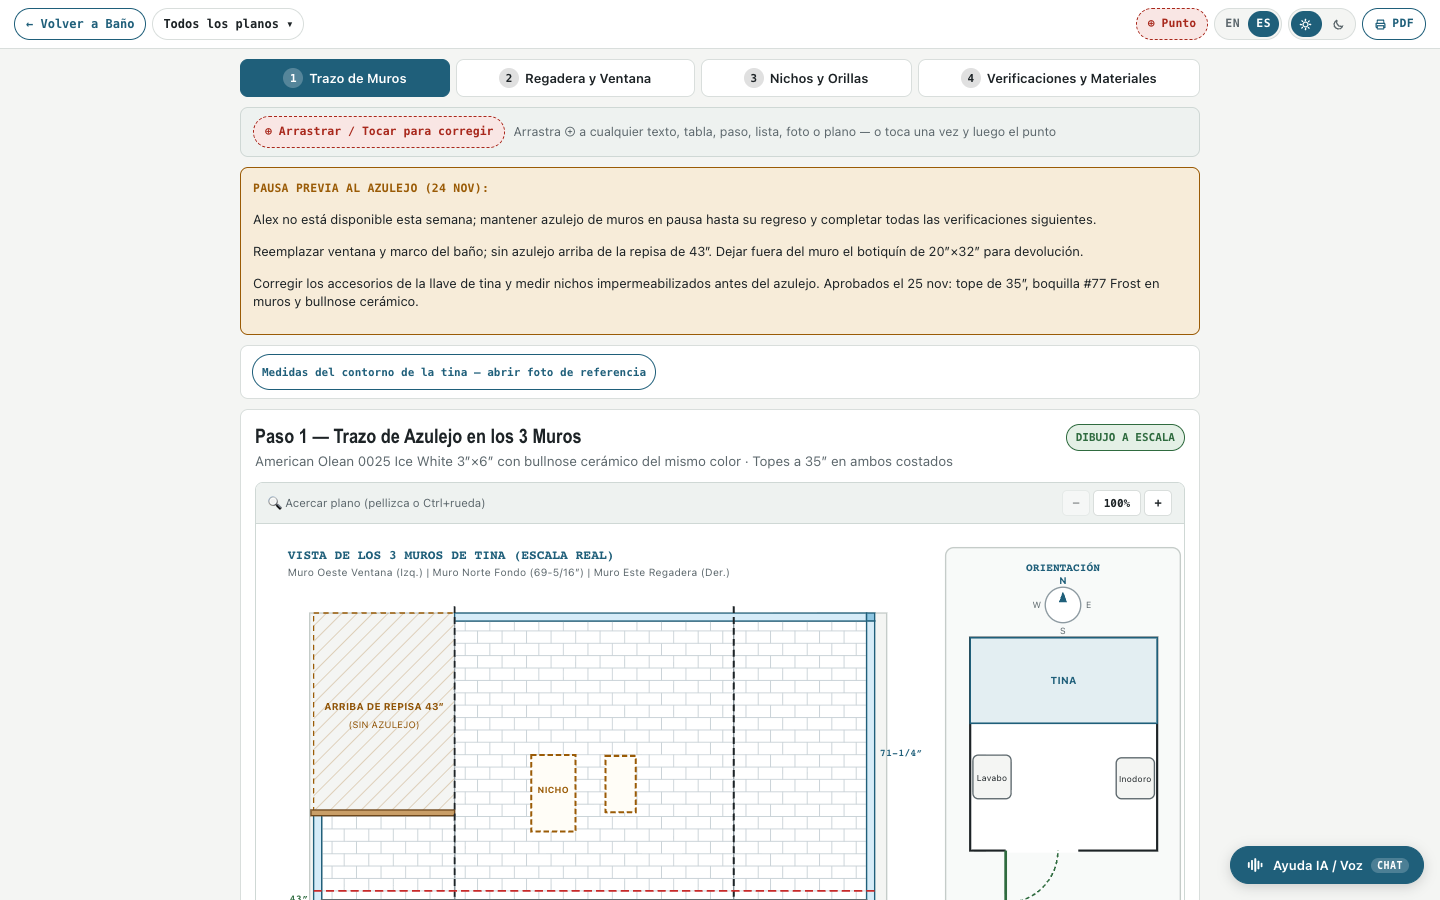 ← Volver a Baño
Todos los planos ▾
⊕ Punto
EN
ES
PDF
1 Trazo de Muros
2 Regadera y Ventana
3 Nichos y Orillas
4 Verificaciones y Materiales
⊕ Arrastrar / Tocar para corregir
Arrastra ⊕ a cualquier texto, tabla, paso, lista, foto o plano — o toca una vez y luego el punto
PAUSA PREVIA AL AZULEJO (24 NOV):
Alex no está disponible esta semana; mantener azulejo de muros en pausa hasta su regreso y completar todas las verificaciones siguientes.
Reemplazar ventana y marco del baño; sin azulejo arriba de la repisa de 43″. Dejar fuera del muro el botiquín de 20″×32″ para devolución.
Corregir los accesorios de la llave de tina y medir nichos impermeabilizados antes del azulejo. Aprobados el 25 nov: tope de 35″, boquilla #77 Frost en
muros y bullnose cerámico.
Medidas del contorno de la tina — abrir foto de referencia
Paso 1 — Trazo de Azulejo en los 3 Muros
DIBUJO A ESCALA
American Olean 0025 Ice White 3″×6″ con bullnose cerámico del mismo color · Topes a 35″ en ambos costados
🔍 Acercar plano (pellizca o Ctrl+rueda)
−
100%
+
VISTA DE LOS 3 MUROS DE TINA (ESCALA REAL)
Muro Oeste Ventana (Izq.) | Muro Norte Fondo (69-5/16″) | Muro Este Regadera (Der.)
ORIENTACIÓN
N
W
E
S
TINA
ARRIBA DE REPISA 43″
(SIN AZULEJO)
71-1/4″
NICHO
Lavabo
Inodoro
43″
Ayuda IA / Voz CHAT